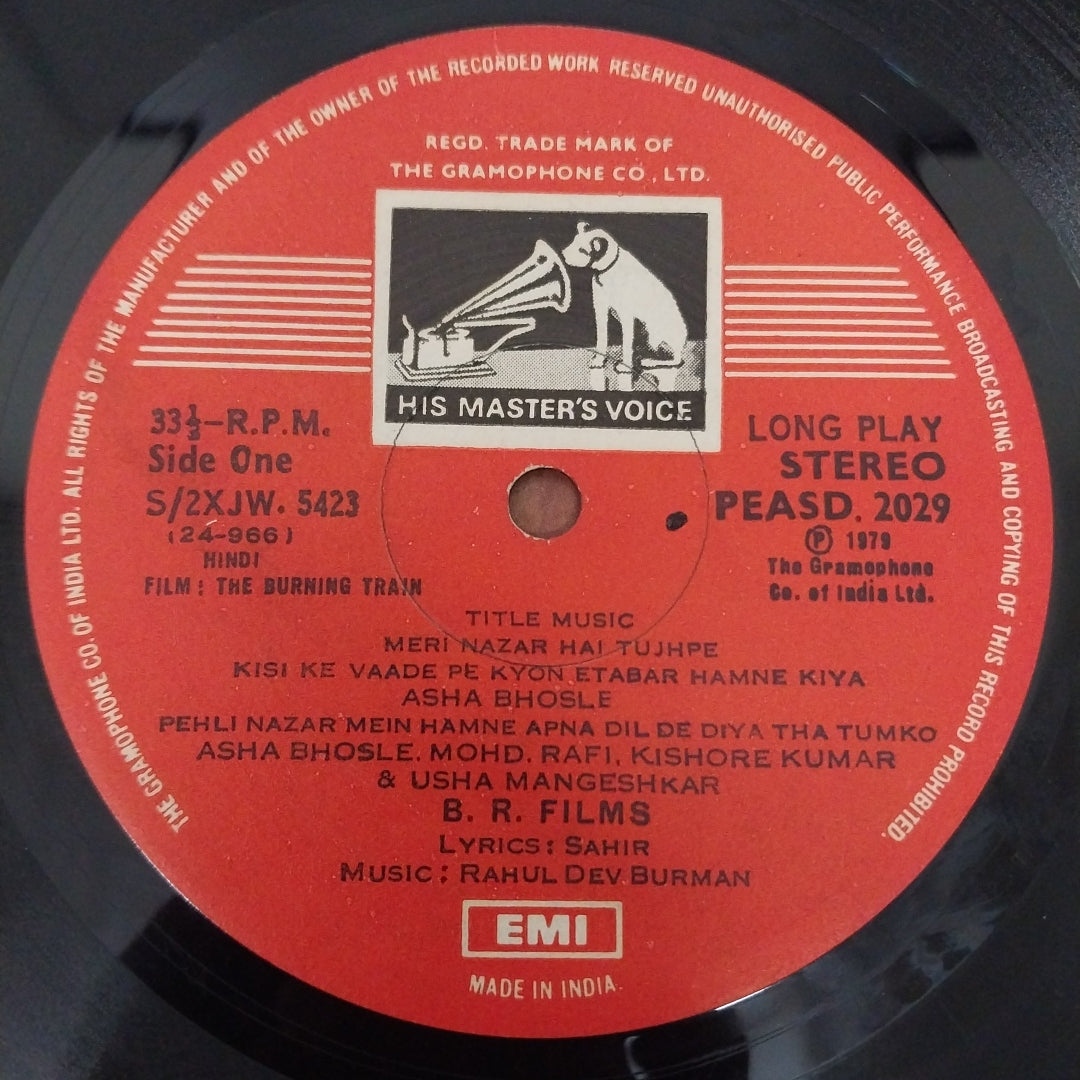 THE GRAMOPHONE CO. OF INDIA LTD. ALL RIGHTS OF THE MANUFACTURER AND OF THE OWNER OF THE RECORDED WORK RESERVED UNAUTHORISED PUBLIC PERFORMANCE BROADCASTING AND COPYING OF THIS RECORD PROHIBITED.
REGD. TRADE MARK OF
THE GRAMOPHONE CO., LTD.
HIS MASTER'S VOICE
33⅓-R.P.M.
Side One
S/2XJW. 5423
(24-966)
HINDI
FILM: THE BURNING TRAIN
LONG PLAY
STEREO
PEASD. 2029
Ⓟ 1979
The Gramophone
Co. of India Ltd.
TITLE MUSIC
MERI NAZAR HAI TUJHPE
KISI KE VAADE PE KYON ETABAR HAMNE KIYA
ASHA BHOSLE
PEHLI NAZAR MEIN HAMNE APNA DIL DE DIYA THA TUMKO
ASHA BHOSLE. MOHD. RAFI, KISHORE KUMAR
& USHA MANGESHKAR
B. R. FILMS
LYRICS: SAHIR
MUSIC: RAHUL DEV BURMAN
EMI
MADE IN INDIA.